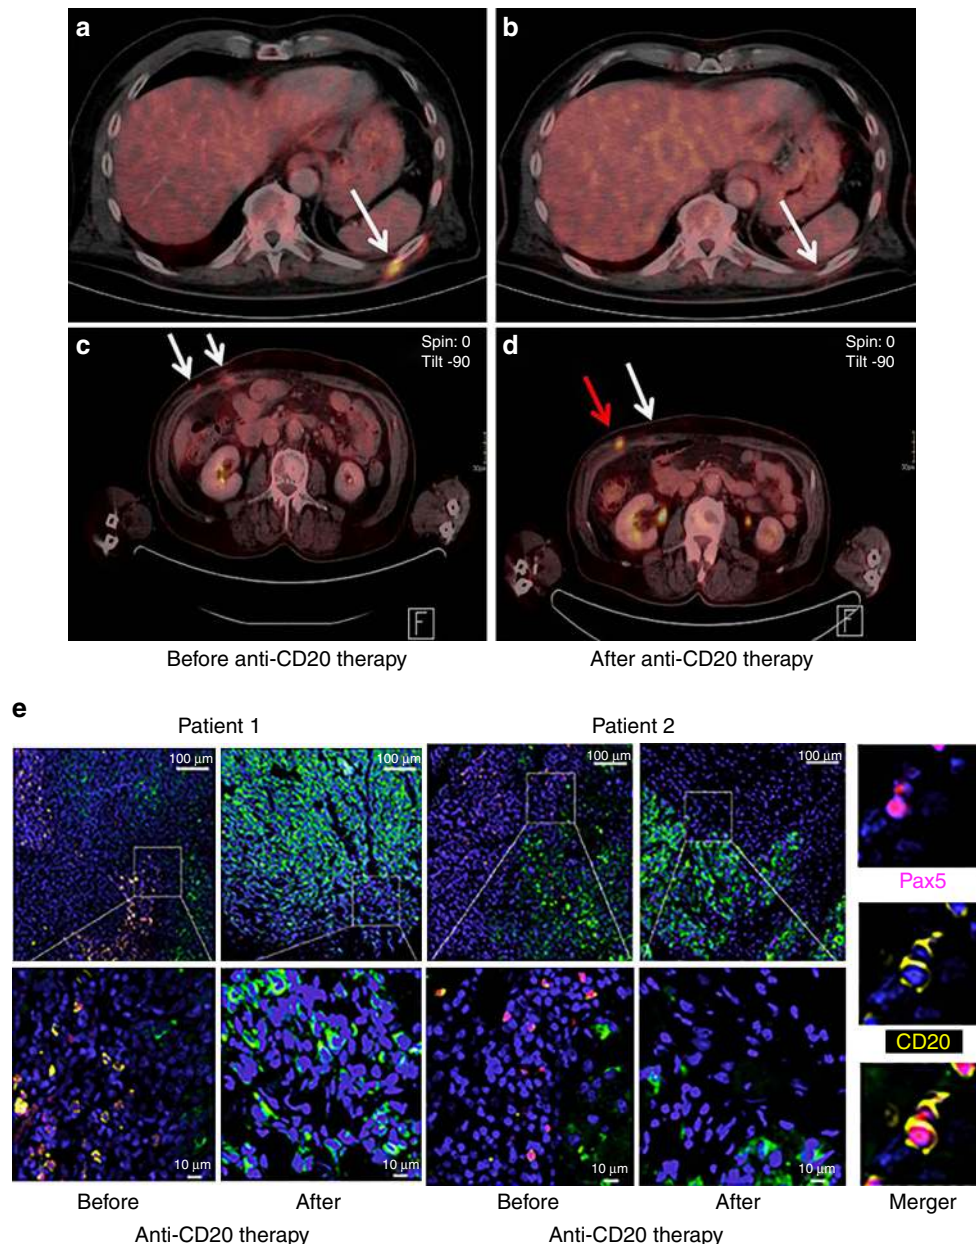 a
b
c
Spin: 0
Tilt -90
d
Spin: 0
Tilt -90
F
F
Before anti-CD20 therapy
After anti-CD20 therapy
e
Patient 1
Patient 2
100 μm
100 μm
100 μm
100 μm
Pax5
CD20
10 μm
10 μm
10 μm
10 μm
Before
After
Before
After
Merger
Anti-CD20 therapy
Anti-CD20 therapy